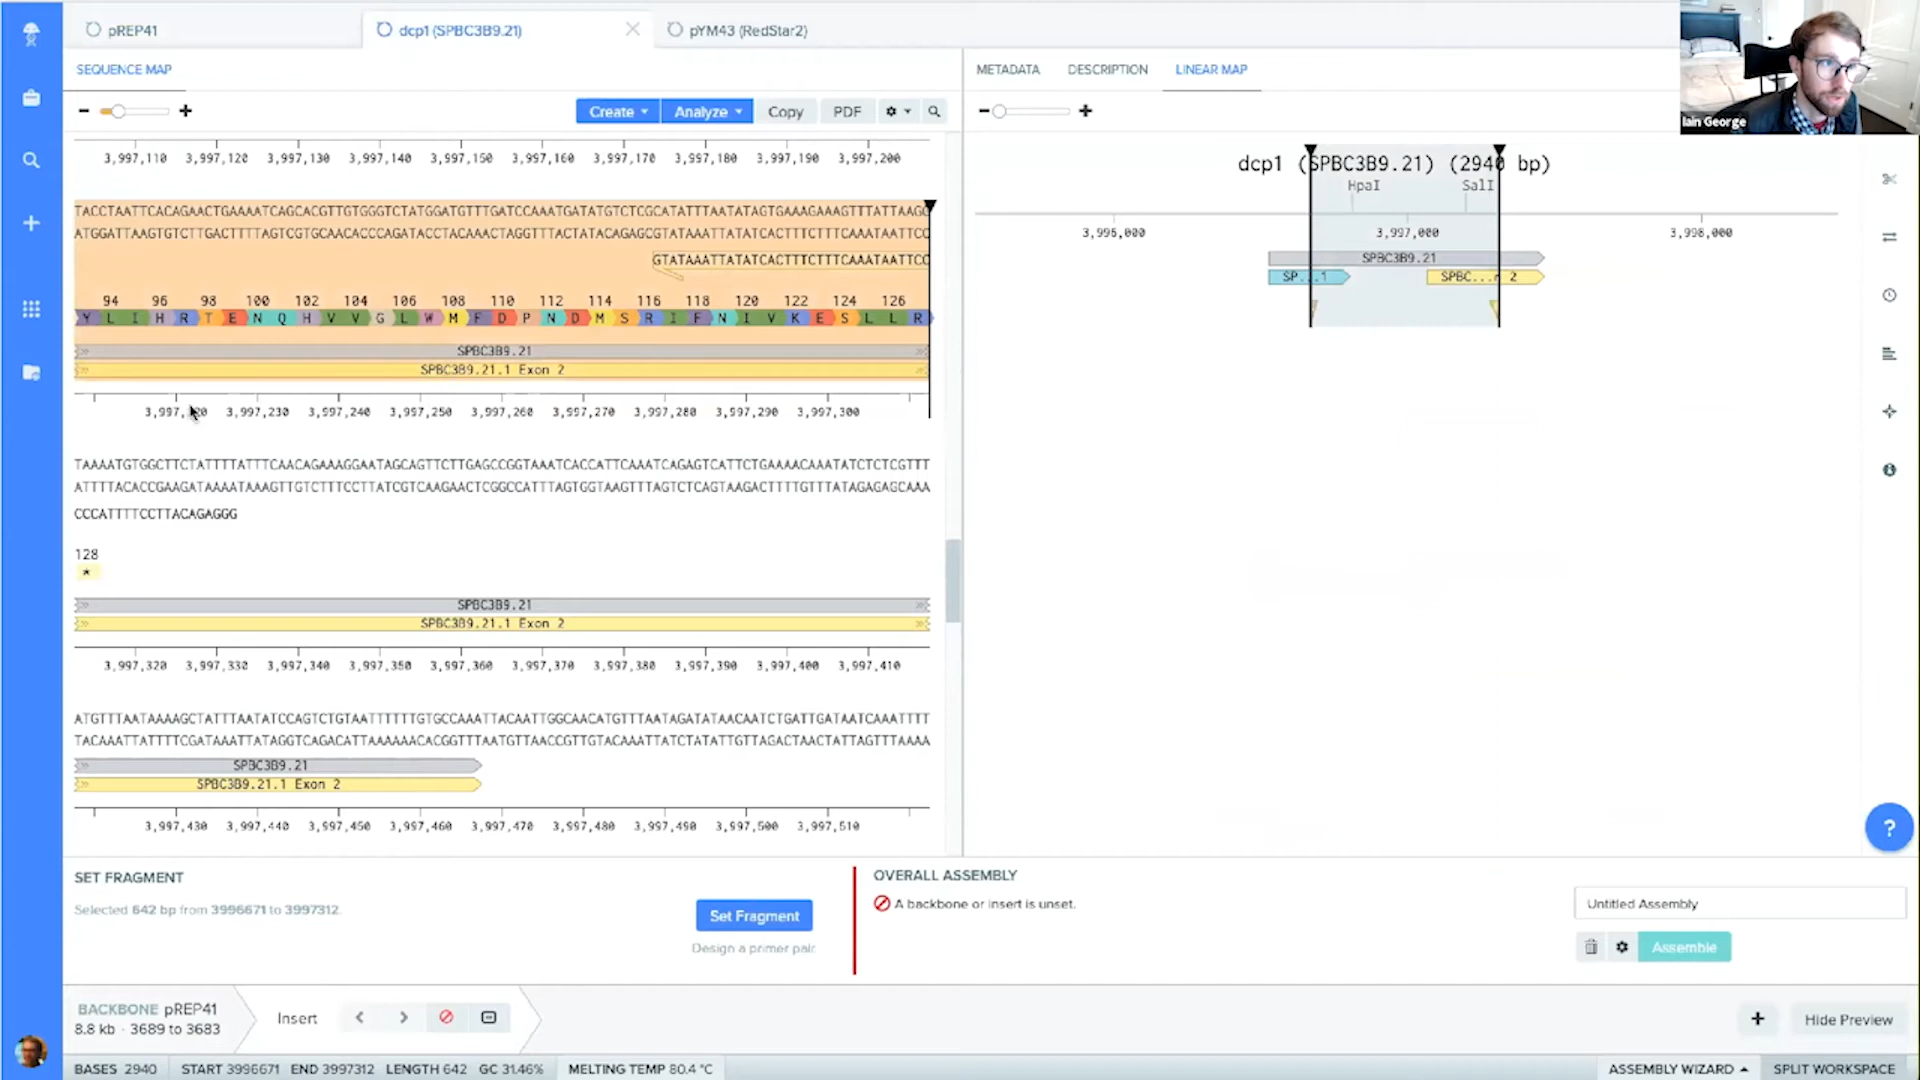 pREP41
dcp1 (SPBC3B9.21)
pYM43 (RedStar2)
SEQUENCE MAP
METADATA DESCRIPTION LINEAR MAP
Create Analyze Copy PDF
Iain George
3,997,110 3,997,120 3,997,130 3,997,140 3,997,150 3,997,160 3,997,170 3,997,180 3,997,190 3,997,200
TACCTAATTCACAGAACTGAAAATCAGCACGTTGTGGGTCTATGGATGTTTGATCCAAATGATATGTCTCGCATATTTAATATAGTGAAAGAAAGTTTATTAAGC
ATGGATTAAGTGTCTTGACTTTTAGTCGTGCAACACCCAGATACCTACAAACTAGGTTTACTATACAGAGCGTATAAATTATATCACTTTCTTTCAAATAATTCC
GTATAAATTATATCACTTTCTTTCAAATAATTCC
94 96 98 100 102 104 106 108 110 112 114 116 118 120 122 124 126
Y L I H R T E N Q H V V G L W M F D P N D M S R I F N I V K E S L L R
SPBC3B9.21
SPBC3B9.21.1 Exon 2
3,997,230 3,997,240 3,997,250 3,997,260 3,997,270 3,997,280 3,997,290 3,997,300
TAAAATGTGGCTTCTATTTTATTTCAACAGAAAGGAATAGCAGTTCTTGAGCCGGTAAATCACCATTCAAATCAGAGTCATTCTGAAAACAAATATCTCTCGTTT
ATTTTACACCGAAGATAAAATAAAGTTGTCTTTCCTTATCGTCAAGAACTCGGCCATTTAGTGGTAAGTTTAGTCTCAGTAAGACTTTTGTTTATAGAGAGCAAA
CCCATTTTCCTTACAGAGGG
128
*
SPBC3B9.21
SPBC3B9.21.1 Exon 2
3,997,320 3,997,330 3,997,340 3,997,350 3,997,360 3,997,370 3,997,380 3,997,390 3,997,400 3,997,410
ATGTTTAATAAAAGCTATTTAATATCCAGTCTGTAATTTTTTGTGCCAAATTACAATTGGCAACATGTTTAATAGATATAACAATCTGATTGATAATCAAATTTT
TACAAATTATTTTCGATAAATTATAGGTCAGACATTAAAAAACACGGTTTAATGTTAACCGTTGTACAAATTATCTATATTGTTAGACTAACTATTAGTTTAAAA
SPBC3B9.21
SPBC3B9.21.1 Exon 2
3,997,430 3,997,440 3,997,450 3,997,460 3,997,470 3,997,480 3,997,490 3,997,500 3,997,510
dcp1 (SPBC3B9.21) (2940 bp)
HpaI SalI
3,996,000 3,997,000 3,998,000
SPBC3B9.21
SP...1 SPBC...n 2
?
SET FRAGMENT
Selected 642 bp from 3996671 to 3997312.
Set Fragment
Design a primer pair.
OVERALL ASSEMBLY
A backbone or insert is unset.
Untitled Assembly
Assemble
BACKBONE pREP41
8.8 kb · 3689 to 3683
Insert
Hide Preview
BASES 2940 START 3996671 END 3997312 LENGTH 642 GC 31.46% MELTING TEMP 80.4 °C
ASSEMBLY WIZARD SPLIT WORKSPACE